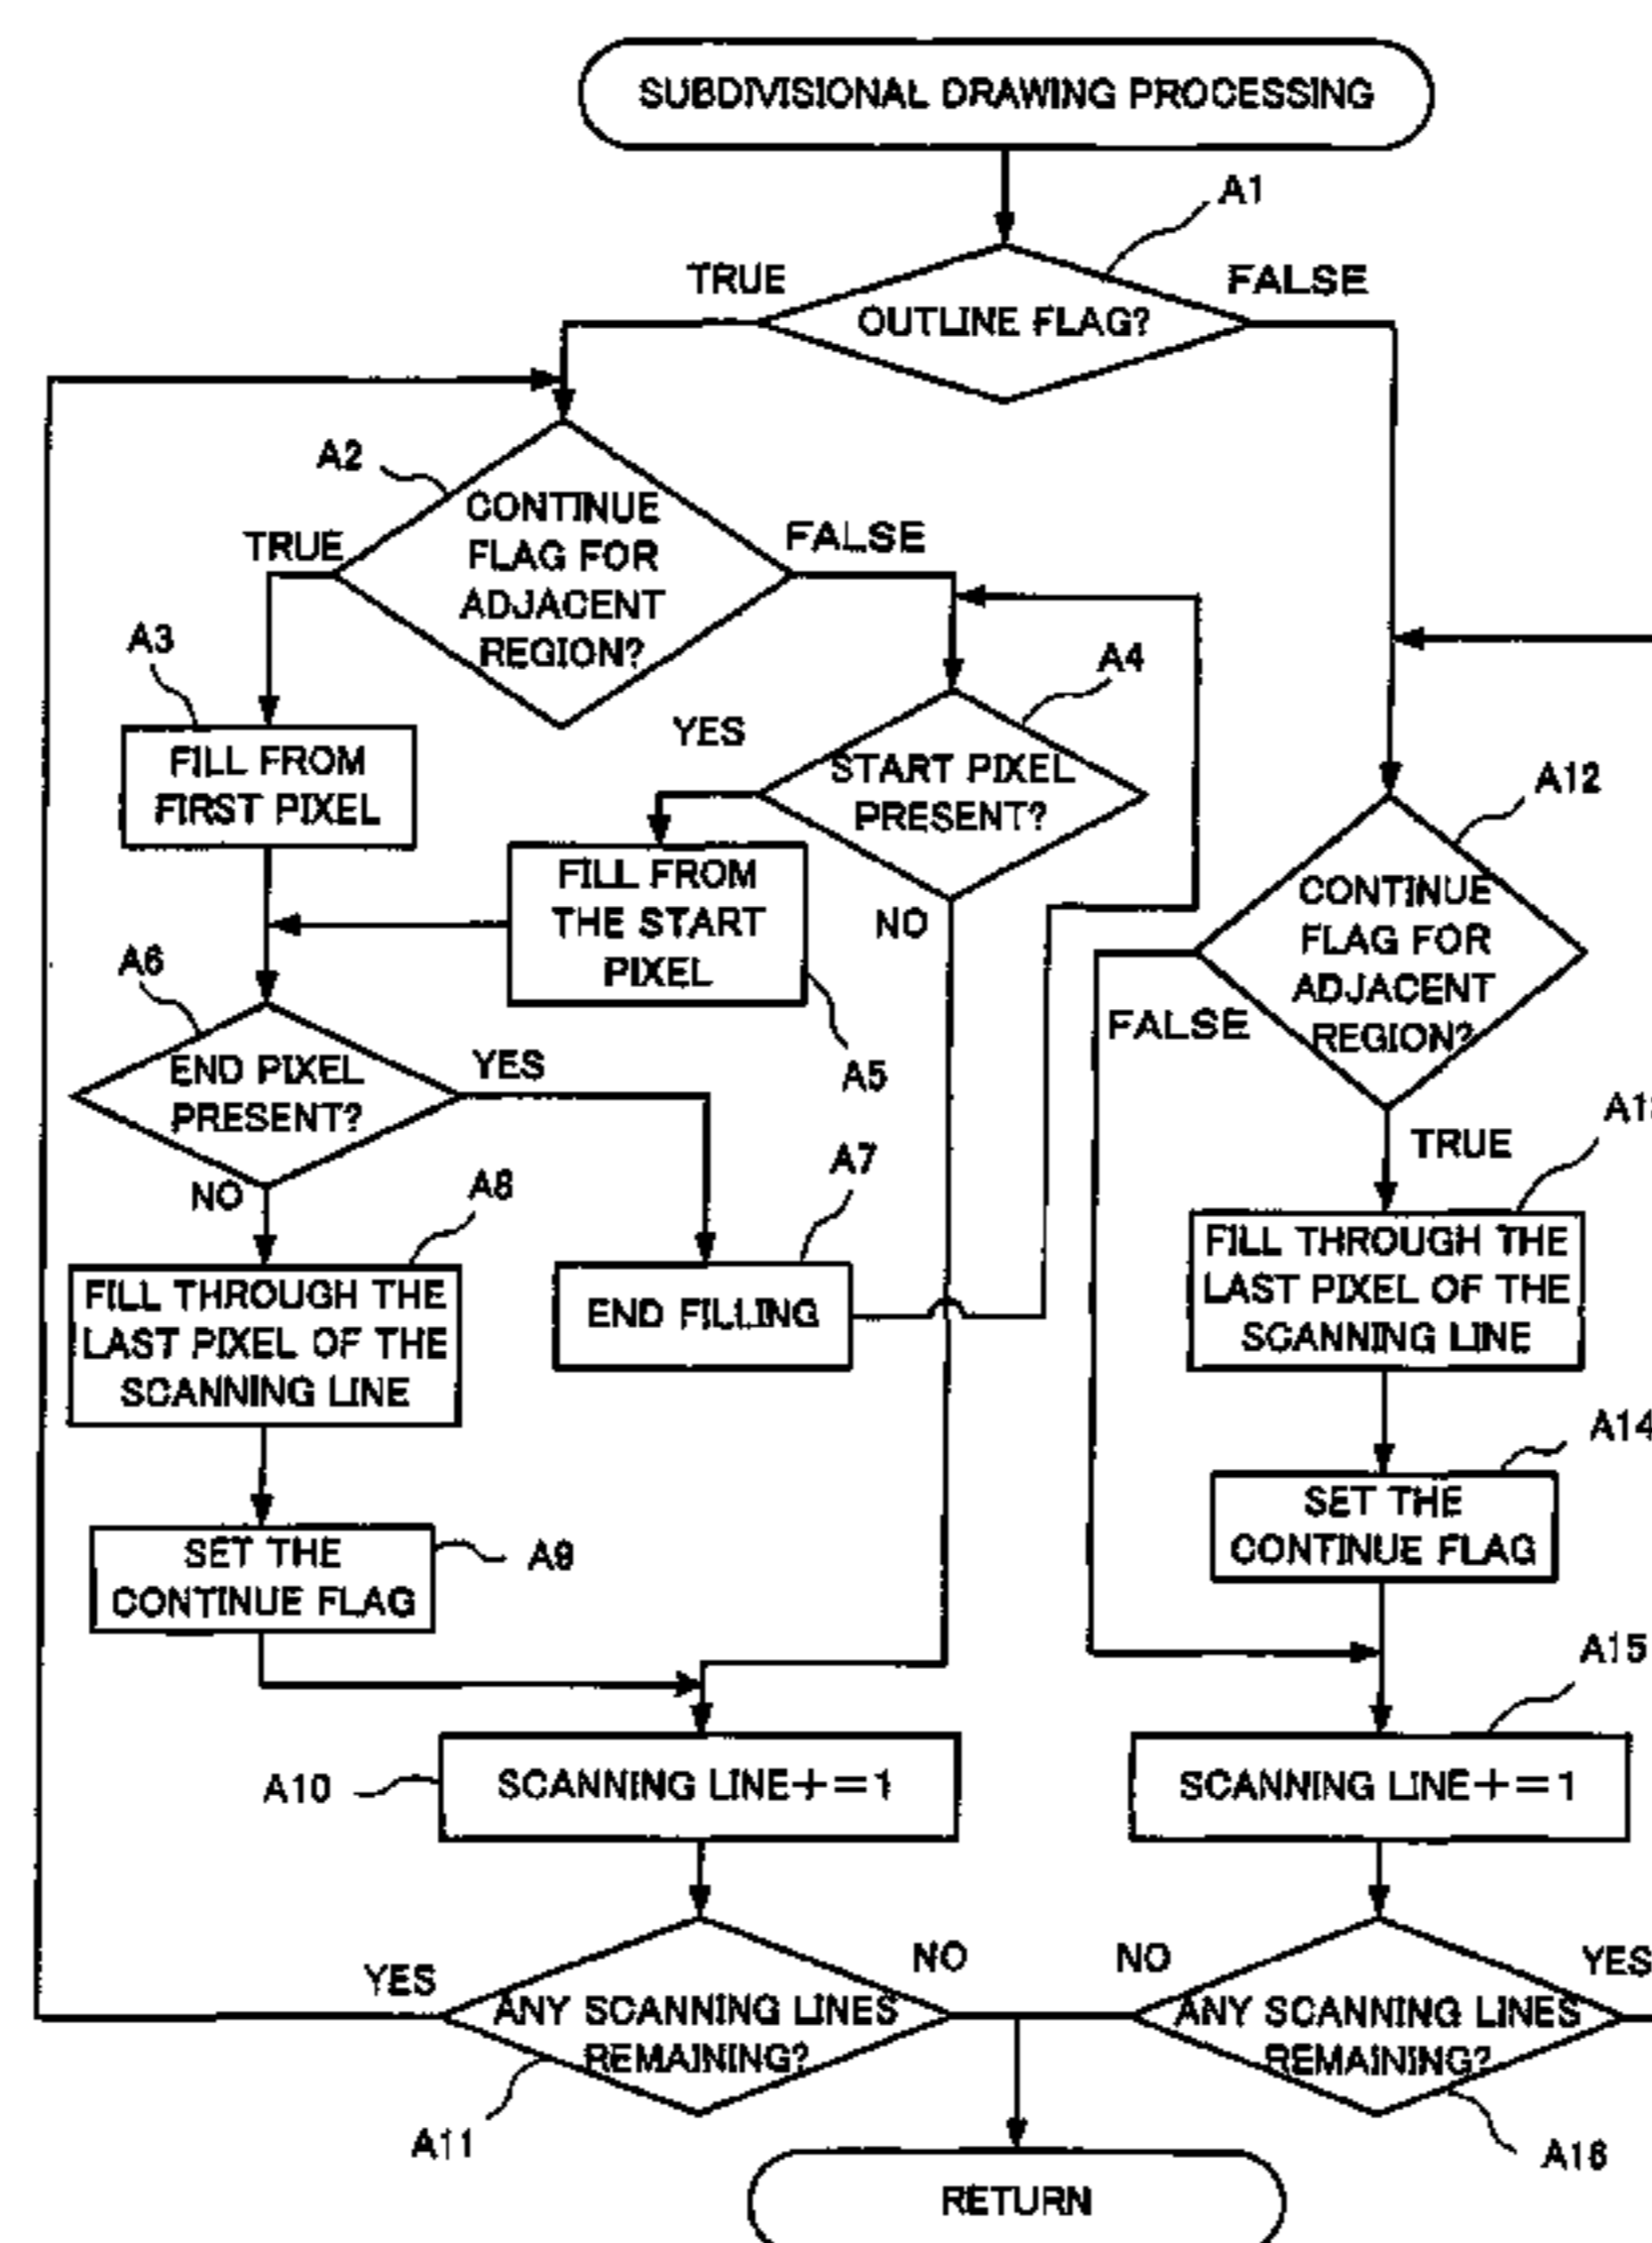 SUBDIVISIONAL DRAWING PROCESSING
A1
TRUE
FALSE
OUTLINE FLAG?
A2
CONTINUE
FLAG FOR
ADJACENT
REGION?
TRUE
FALSE
A3
FILL FROM
FIRST PIXEL
A4
YES
START PIXEL
PRESENT?
NO
FILL FROM
THE START
PIXEL
A5
A6
END PIXEL
PRESENT?
YES
NO
A7
END FILLING
A8
FILL THROUGH THE
LAST PIXEL OF THE
SCANNING LINE
SET THE
CONTINUE FLAG
A9
A10
SCANNING LINE+=1
YES
NO
ANY SCANNING LINES
REMAINING?
A11
A12
CONTINUE
FLAG FOR
ADJACENT
REGION?
FALSE
TRUE
FILL THROUGH THE
LAST PIXEL OF THE
SCANNING LINE
A14
SET THE
CONTINUE FLAG
A15
SCANNING LINE+=1
NO
YES
ANY SCANNING LINES
REMAINING?
A16
RETURN